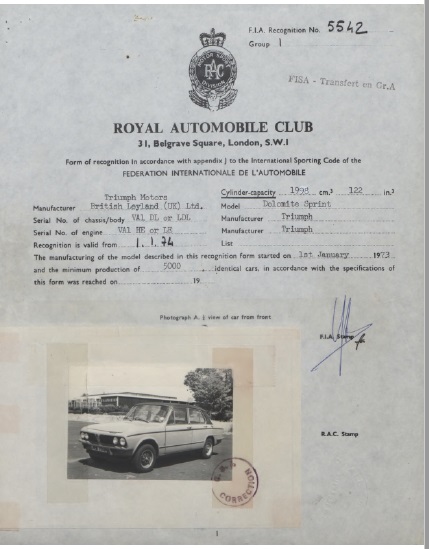 F.I.A. Recognition No. 5542
Group 1
FISA - Transfert en Gr.A
RAC
ROYAL AUTOMOBILE CLUB
31, Belgrave Square, London, S.W.1
Form of recognition in accordance with appendix J to the International Sporting Code of the
FEDERATION INTERNATIONALE DE L'AUTOMOBILE
Cylinder-capacity 1998 cm.³ 122 in.³
Triumph Motors
Manufacturer British Leyland (UK) Ltd. Model Dolomite Sprint
Serial No. of chassis/body VA1 DL or LDL Manufacturer Triumph
Serial No. of engine VA1 HE or LE Manufacturer Triumph
Recognition is valid from 1.1.74 List
The manufacturing of the model described in this recognition form started on 1st January 1973
and the minimum production of 5000 identical cars, in accordance with the specifications of
this form was reached on 19
Photograph A, ¾ view of car from front
F.I.A. Stamp
R.A.C. Stamp
CORRECTION
1